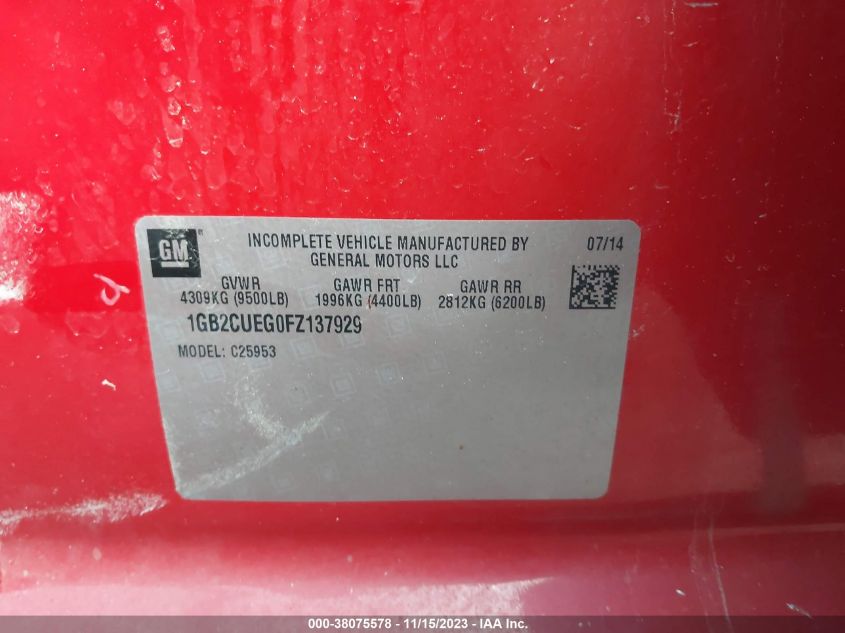 GM ® INCOMPLETE VEHICLE MANUFACTURED BY 07/14
GENERAL MOTORS LLC
GVWR GAWR FRT GAWR RR
4309KG (9500LB) 1996KG (4400LB) 2812KG (6200LB)
1GB2CUEG0FZ137929
MODEL: C25953
000-38075578 - 11/15/2023 - IAA Inc.